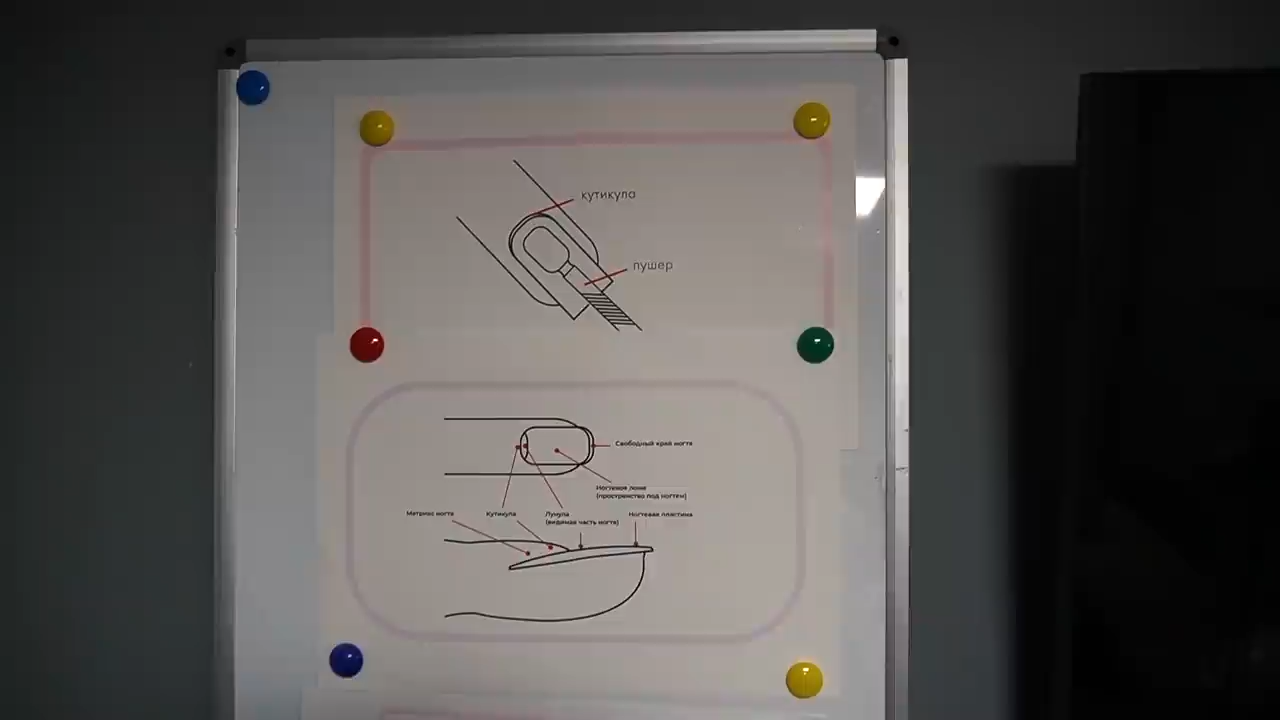 кутикула
пушер
Свободный край ногтя
Ногтевое ложе
(пространство под ногтем)
Матрикс ногтя
Кутикула
Лунула
(видимая часть ногтя)
Ногтевая пластина